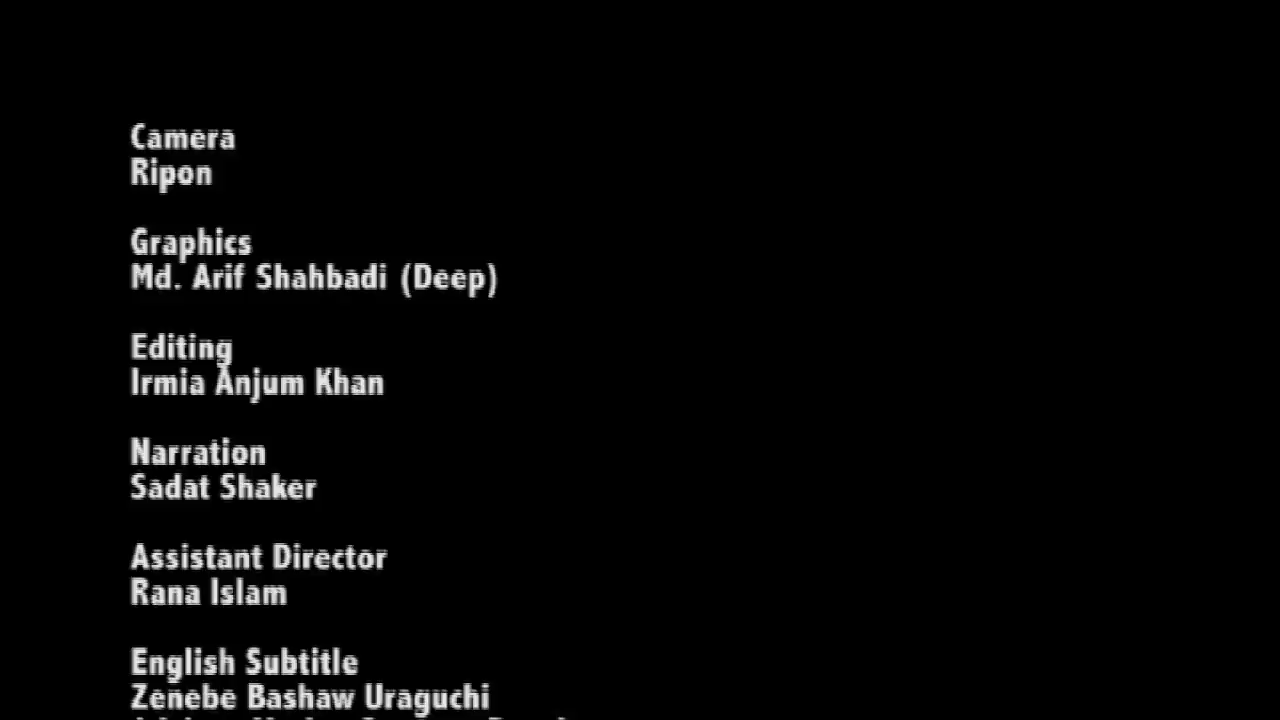 Camera
Ripon
Graphics
Md. Arif Shahbadi (Deep)
Editing
Irmia Anjum Khan
Narration
Sadat Shaker
Assistant Director
Rana Islam
English Subtitle
Zenebe Bashaw Uraguchi